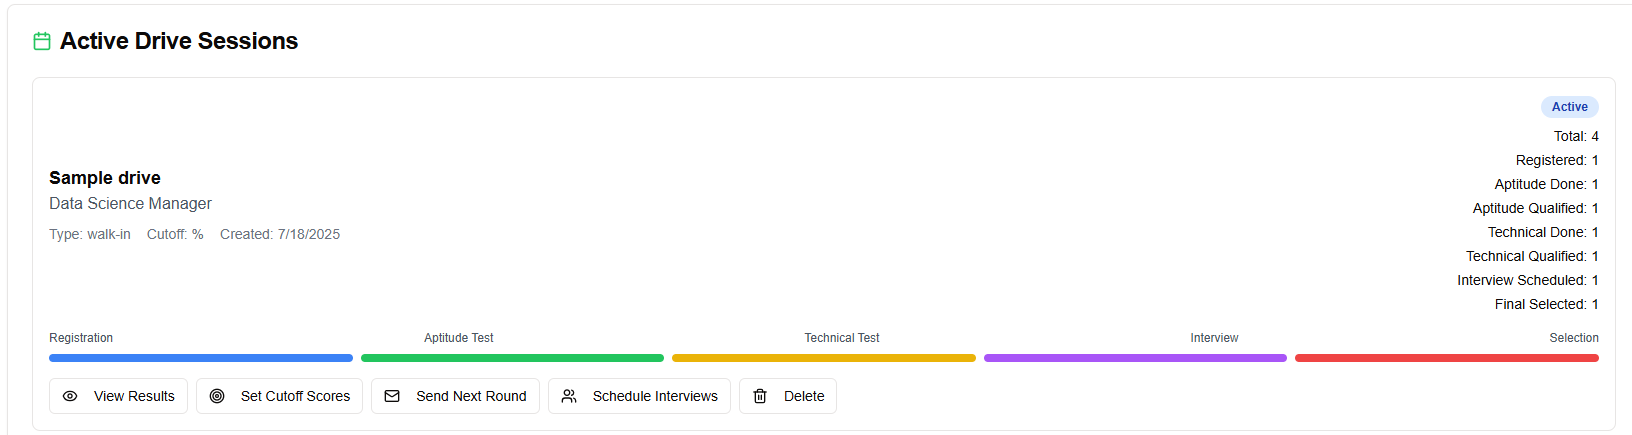 Active Drive Sessions
Active
Total: 4
Registered: 1
Aptitude Done: 1
Aptitude Qualified: 1
Technical Done: 1
Technical Qualified: 1
Interview Scheduled: 1
Final Selected: 1
Sample drive
Data Science Manager
Type: walk-in Cutoff: % Created: 7/18/2025
Registration Aptitude Test Technical Test Interview Selection
View Results Set Cutoff Scores Send Next Round Schedule Interviews Delete